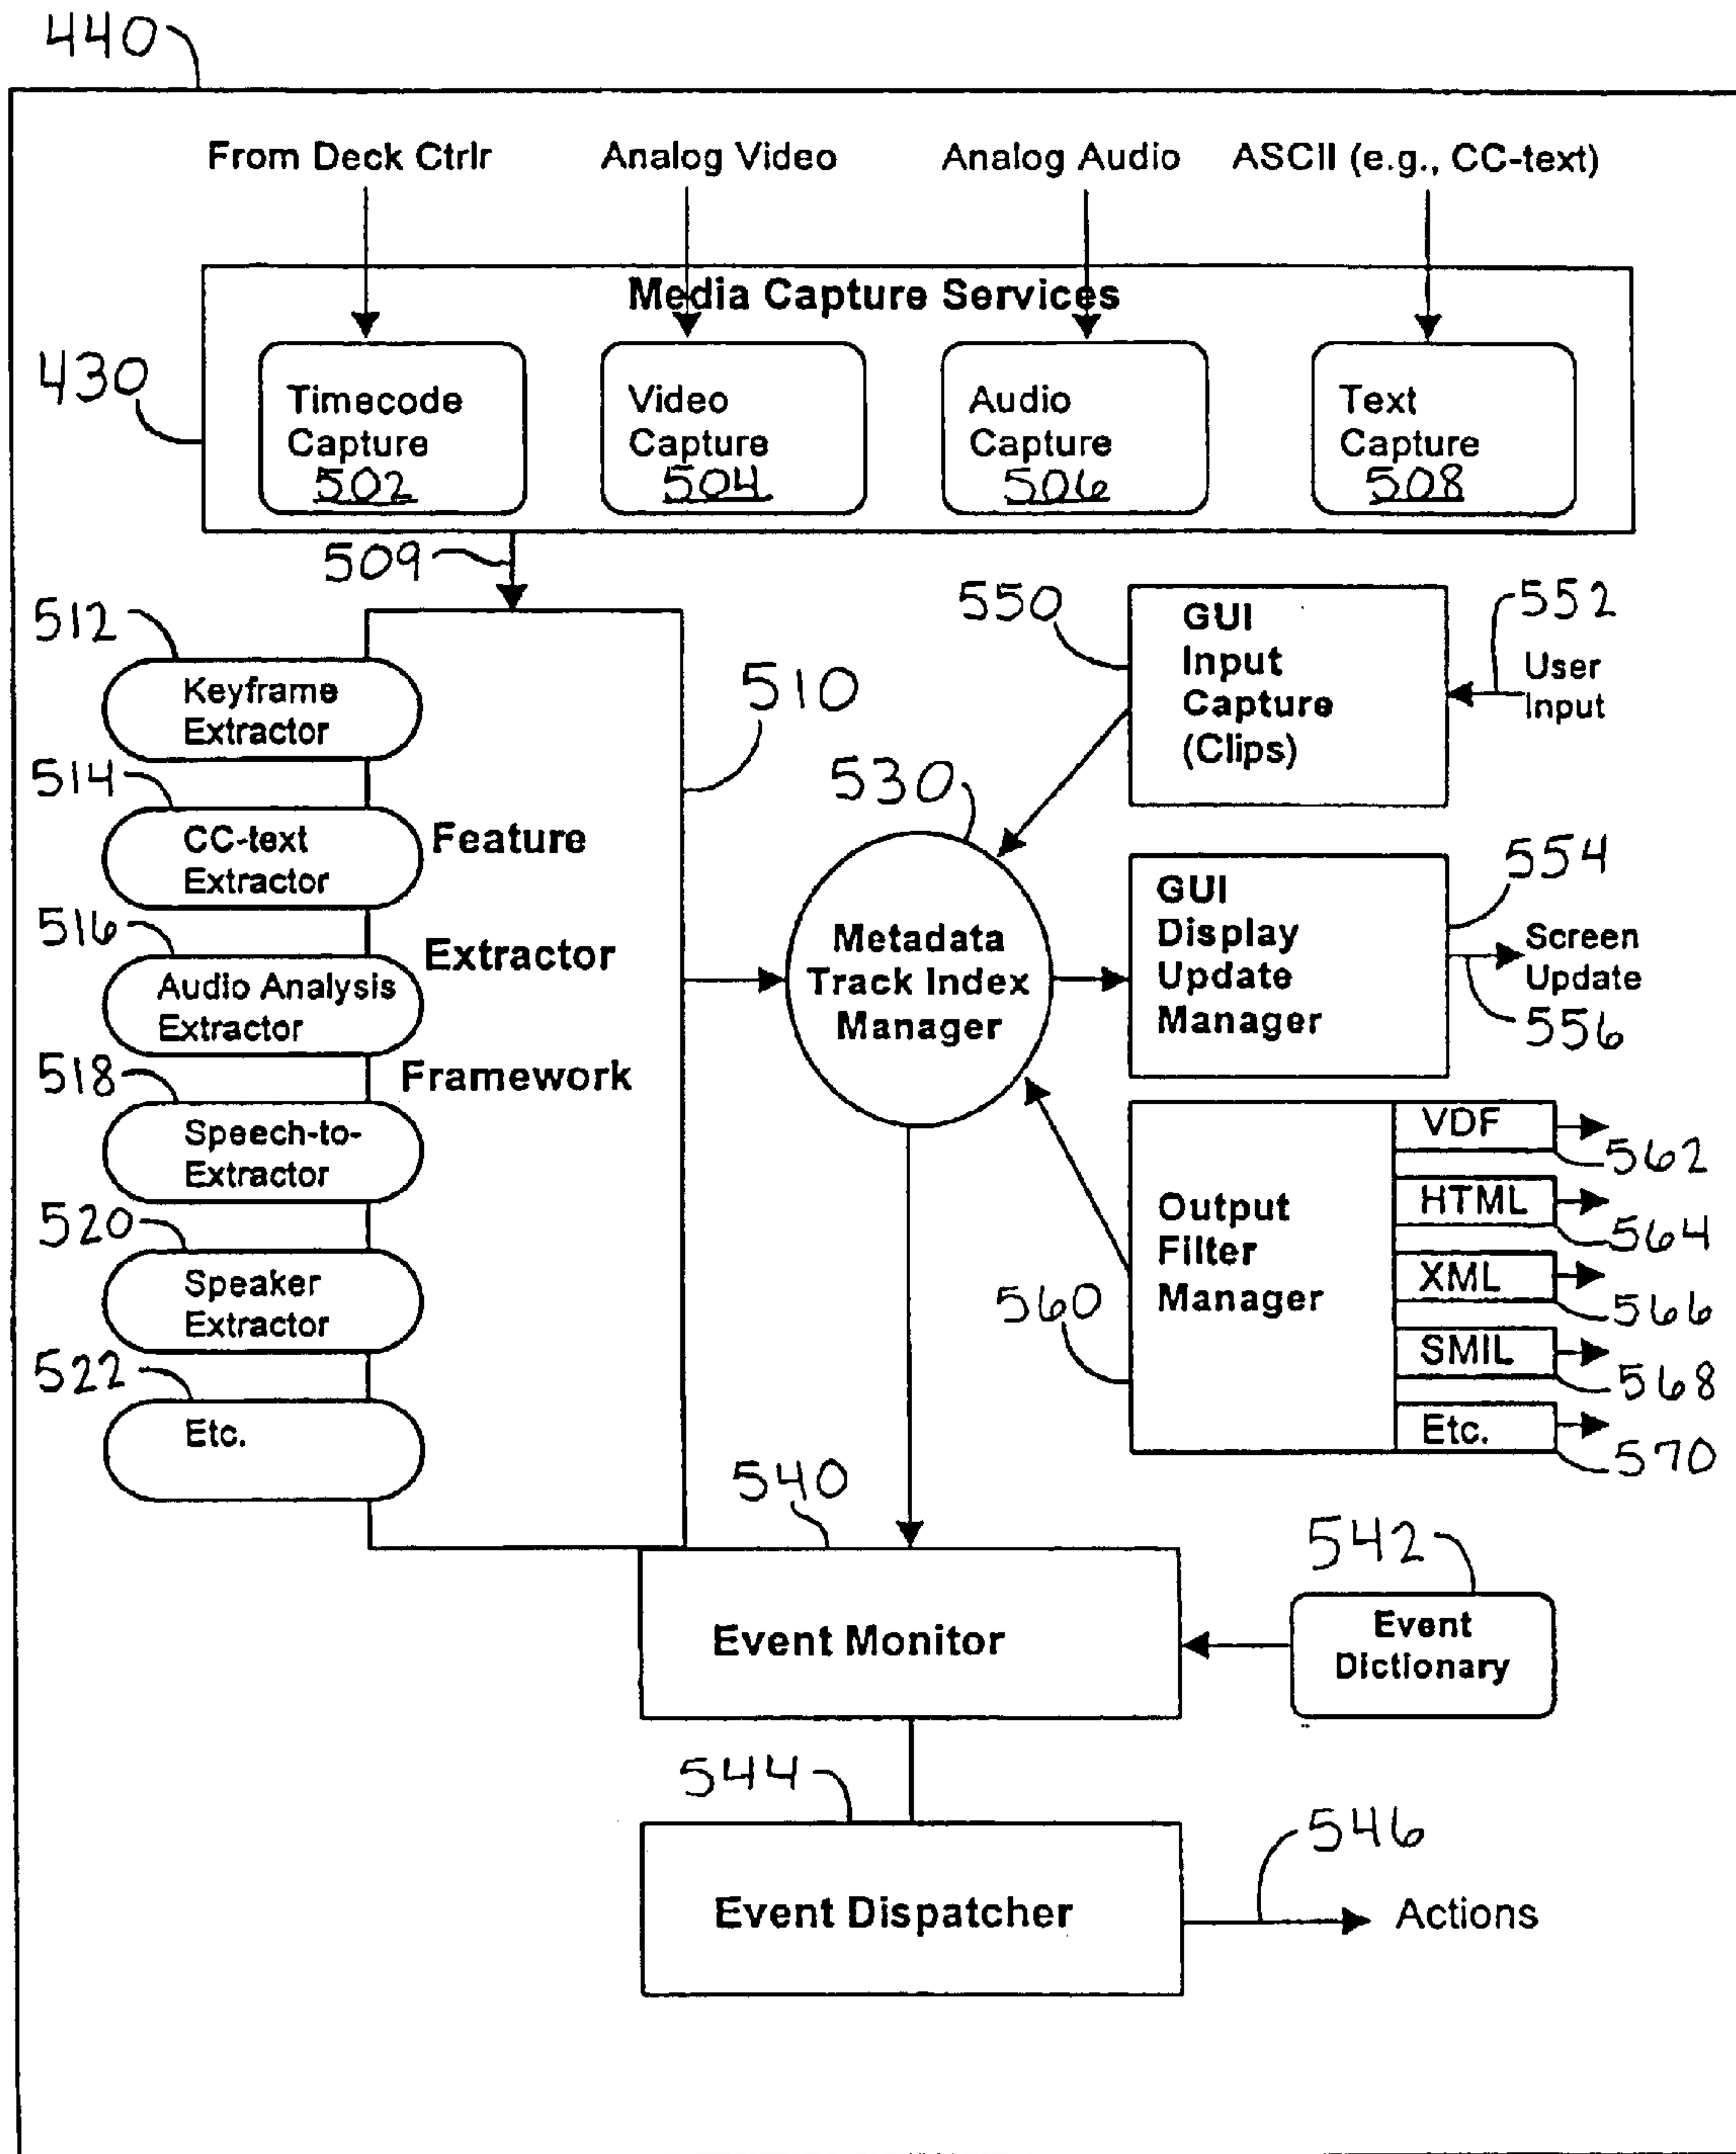 440
From Deck Ctrlr
Analog Video
Analog Audio
ASCII (e.g., CC-text)
Media Capture Services
430
Timecode
Capture
502
Video
Capture
504
Audio
Capture
506
Text
Capture
508
509
512
Keyframe
Extractor
514
CC-text
Extractor
516
Audio Analysis
Extractor
518
Speech-to-
Extractor
520
Speaker
Extractor
522
Etc.
Feature
Extractor
Framework
510
530
Metadata
Track Index
Manager
550
GUI
Input
Capture
(Clips)
552
User
Input
554
GUI
Display
Update
Manager
Screen
Update
556
560
Output
Filter
Manager
VDF
562
HTML
564
XML
566
SMIL
568
Etc.
570
540
Event Monitor
542
Event
Dictionary
544
Event Dispatcher
546
Actions